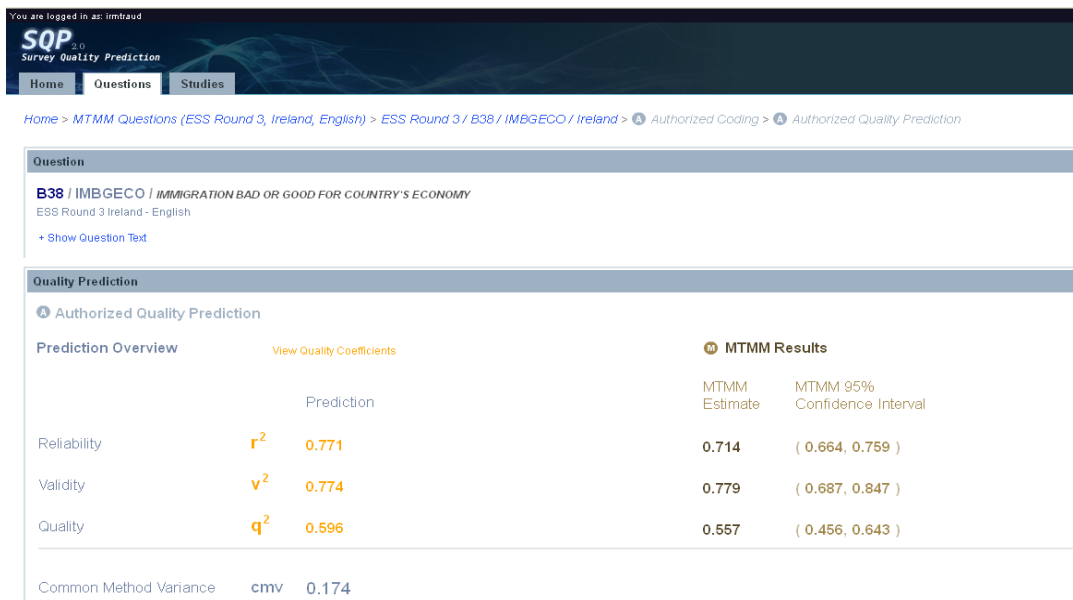 You are logged in as: irmtraud
SQP 2.0
Survey Quality Prediction
Home Questions Studies
Home > MTMM Questions (ESS Round 3, Ireland, English) > ESS Round 3 / B38 / IMBGECO / Ireland > A Authorized Coding > A Authorized Quality Prediction
Question
B38 / IMBGECO / IMMIGRATION BAD OR GOOD FOR COUNTRY'S ECONOMY
ESS Round 3 Ireland - English
+ Show Question Text
Quality Prediction
A Authorized Quality Prediction
Prediction Overview View Quality Coefficients M MTMM Results
Prediction MTMM Estimate MTMM 95% Confidence Interval
Reliability r² 0.771 0.714 ( 0.664, 0.759 )
Validity v² 0.774 0.779 ( 0.687, 0.847 )
Quality q² 0.596 0.557 ( 0.456, 0.643 )
Common Method Variance cmv 0.174